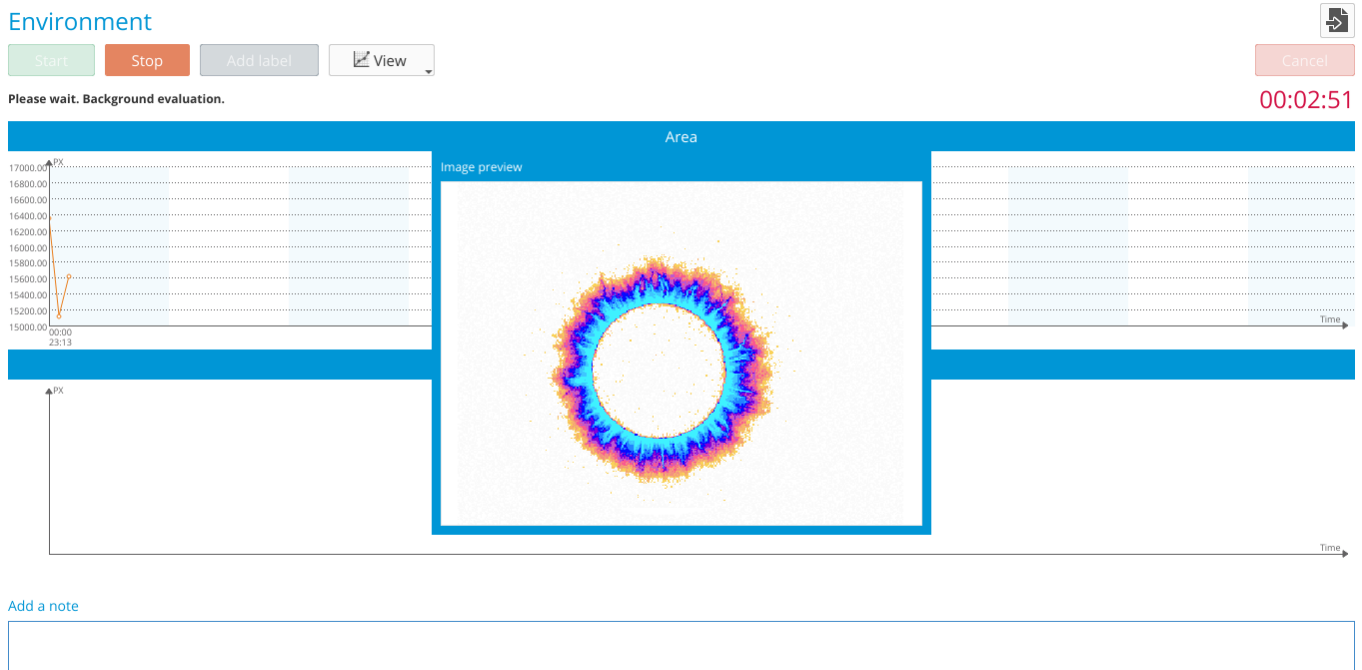 Environment
Start Stop Add label View Cancel
Please wait. Background evaluation. 00:02:51
Area
Image preview
PX
17000.00
16800.00
16600.00
16400.00
16200.00
16000.00
15800.00
15600.00
15400.00
15200.00
15000.00
Time
00:00
23:13
PX
Time
Add a note